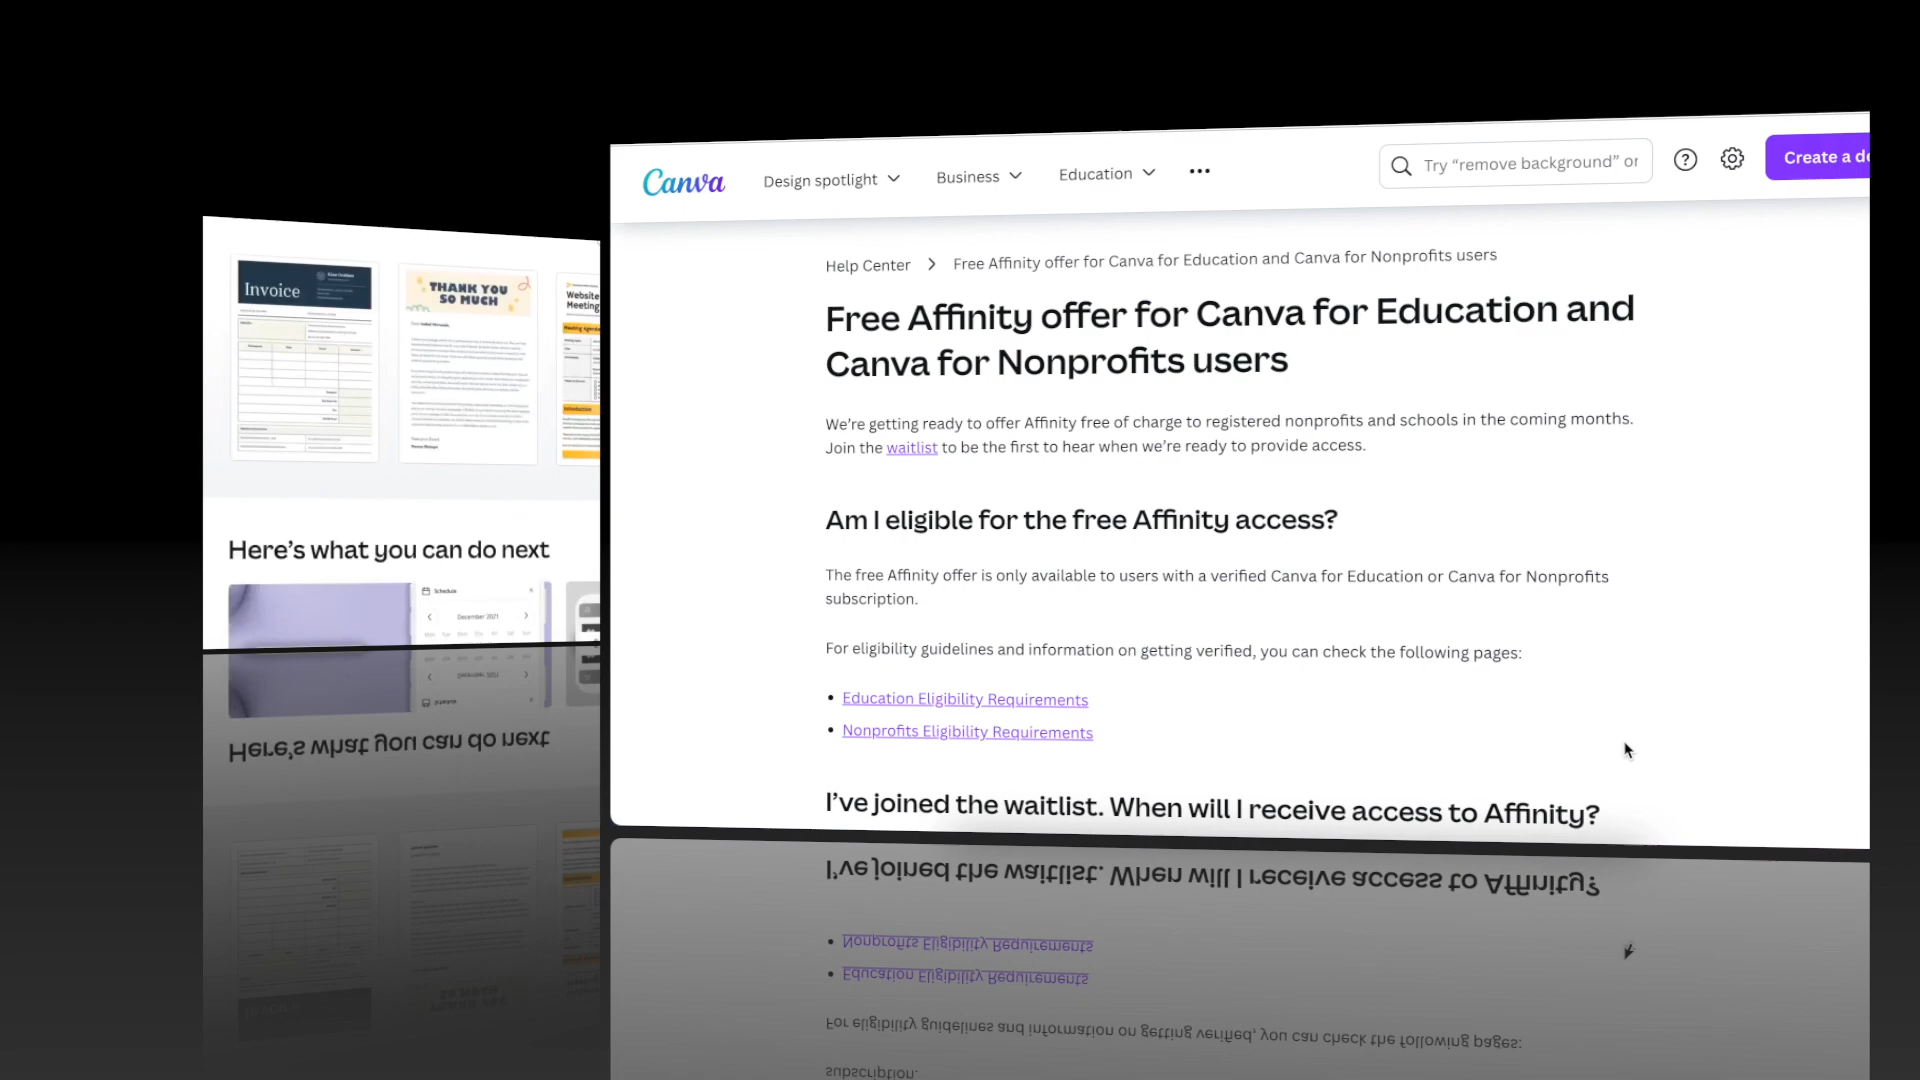 Canva
Design spotlight
Business
Education
Try “remove background” or
Create a de
Help Center
Free Affinity offer for Canva for Education and Canva for Nonprofits users
Free Affinity offer for Canva for Education and
Canva for Nonprofits users
We’re getting ready to offer Affinity free of charge to registered nonprofits and schools in the coming months.
Join the waitlist to be the first to hear when we’re ready to provide access.
Am I eligible for the free Affinity access?
The free Affinity offer is only available to users with a verified Canva for Education or Canva for Nonprofits
subscription.
For eligibility guidelines and information on getting verified, you can check the following pages:
• Education Eligibility Requirements
• Nonprofits Eligibility Requirements
I’ve joined the waitlist. When will I receive access to Affinity?
Invoice
THANK YOU
SO MUCH
Website
Meeting
Meeting Agenda
Introduction
Here’s what you can do next
Schedule
December 2021